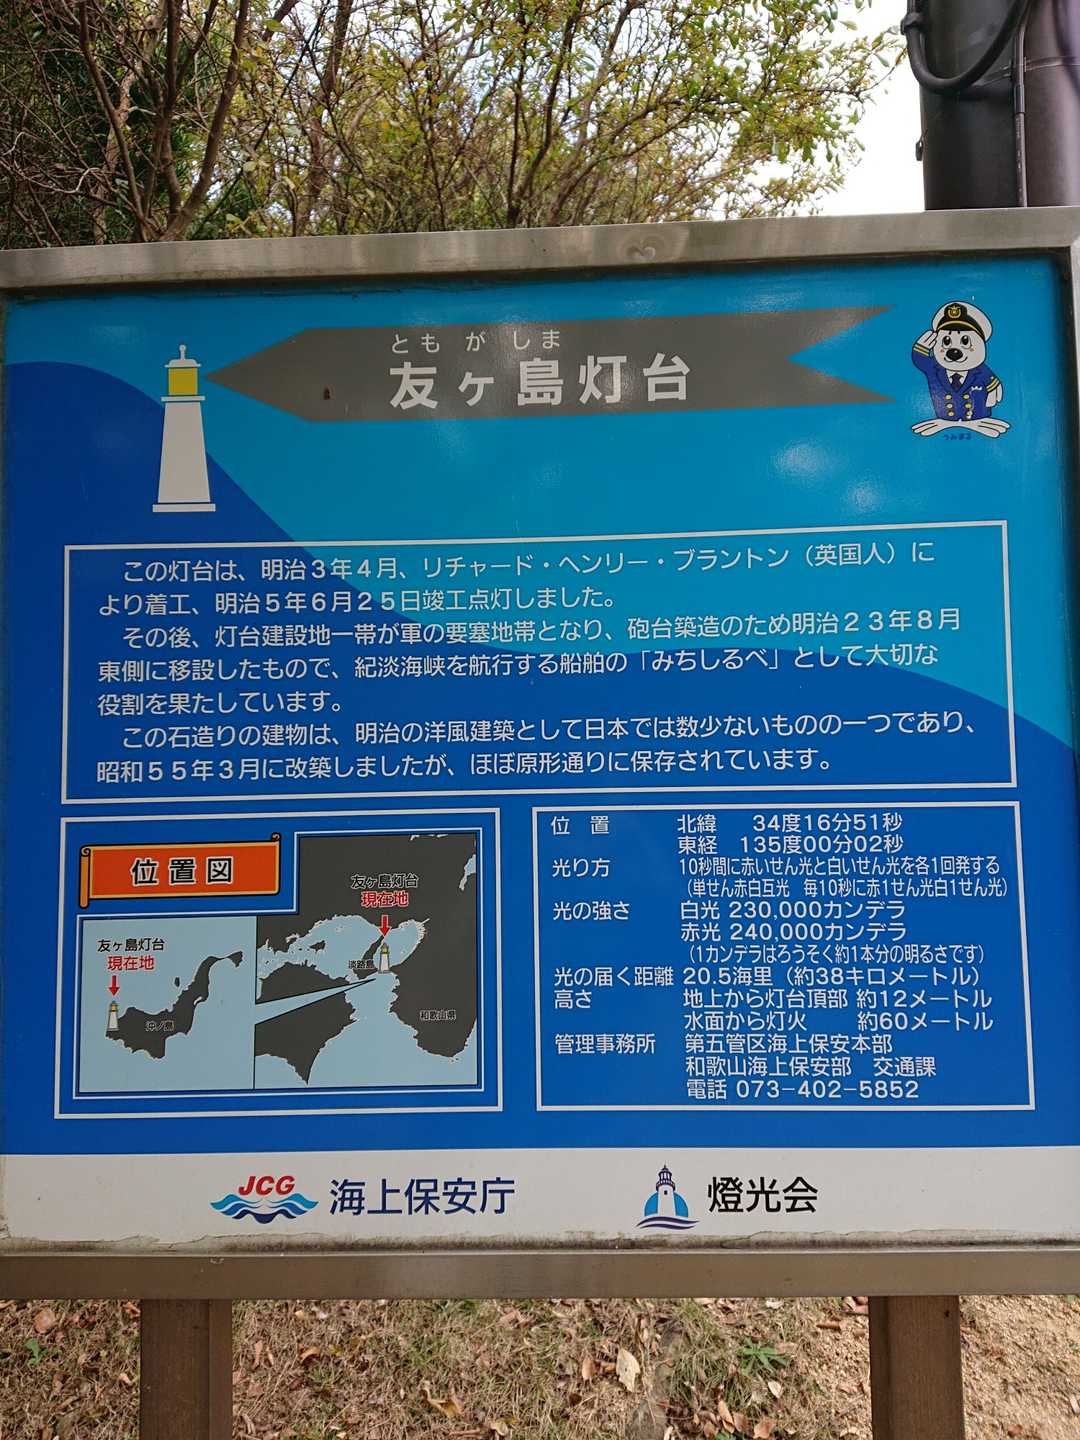 ともがしま
友ヶ島灯台
つみまる
この灯台は、明治3年4月、リチャード・ヘンリー・ブラントン（英国人）に
より着工、明治5年6月25日竣工点灯しました。
その後、灯台建設地一帯が軍の要塞地帯となり、砲台築造のため明治23年8月
東側に移設したもので、紀淡海峡を航行する船舶の「みちしるべ」として大切な
役割を果たしています。
この石造りの建物は、明治の洋風建築として日本では数少ないものの一つであり、
昭和55年3月に改築しましたが、ほぼ原形通りに保存されています。
位置図
友ヶ島灯台
現在地
沖ノ島
友ヶ島灯台
現在地
淡路島
和歌山県
位置 北緯 34度16分51秒
東経 135度00分02秒
光り方 10秒間に赤いせん光と白いせん光を各1回発する
（単せん赤白互光 毎10秒に赤1せん光白1せん光）
光の強さ 白光 230,000カンデラ
赤光 240,000カンデラ
（1カンデラはろうそく約1本分の明るさです）
光の届く距離 20.5海里（約38キロメートル）
高さ 地上から灯台頂部 約12メートル
水面から灯火 約60メートル
管理事務所 第五管区海上保安本部
和歌山海上保安部 交通課
電話 073-402-5852
JCG 海上保安庁
燈光会